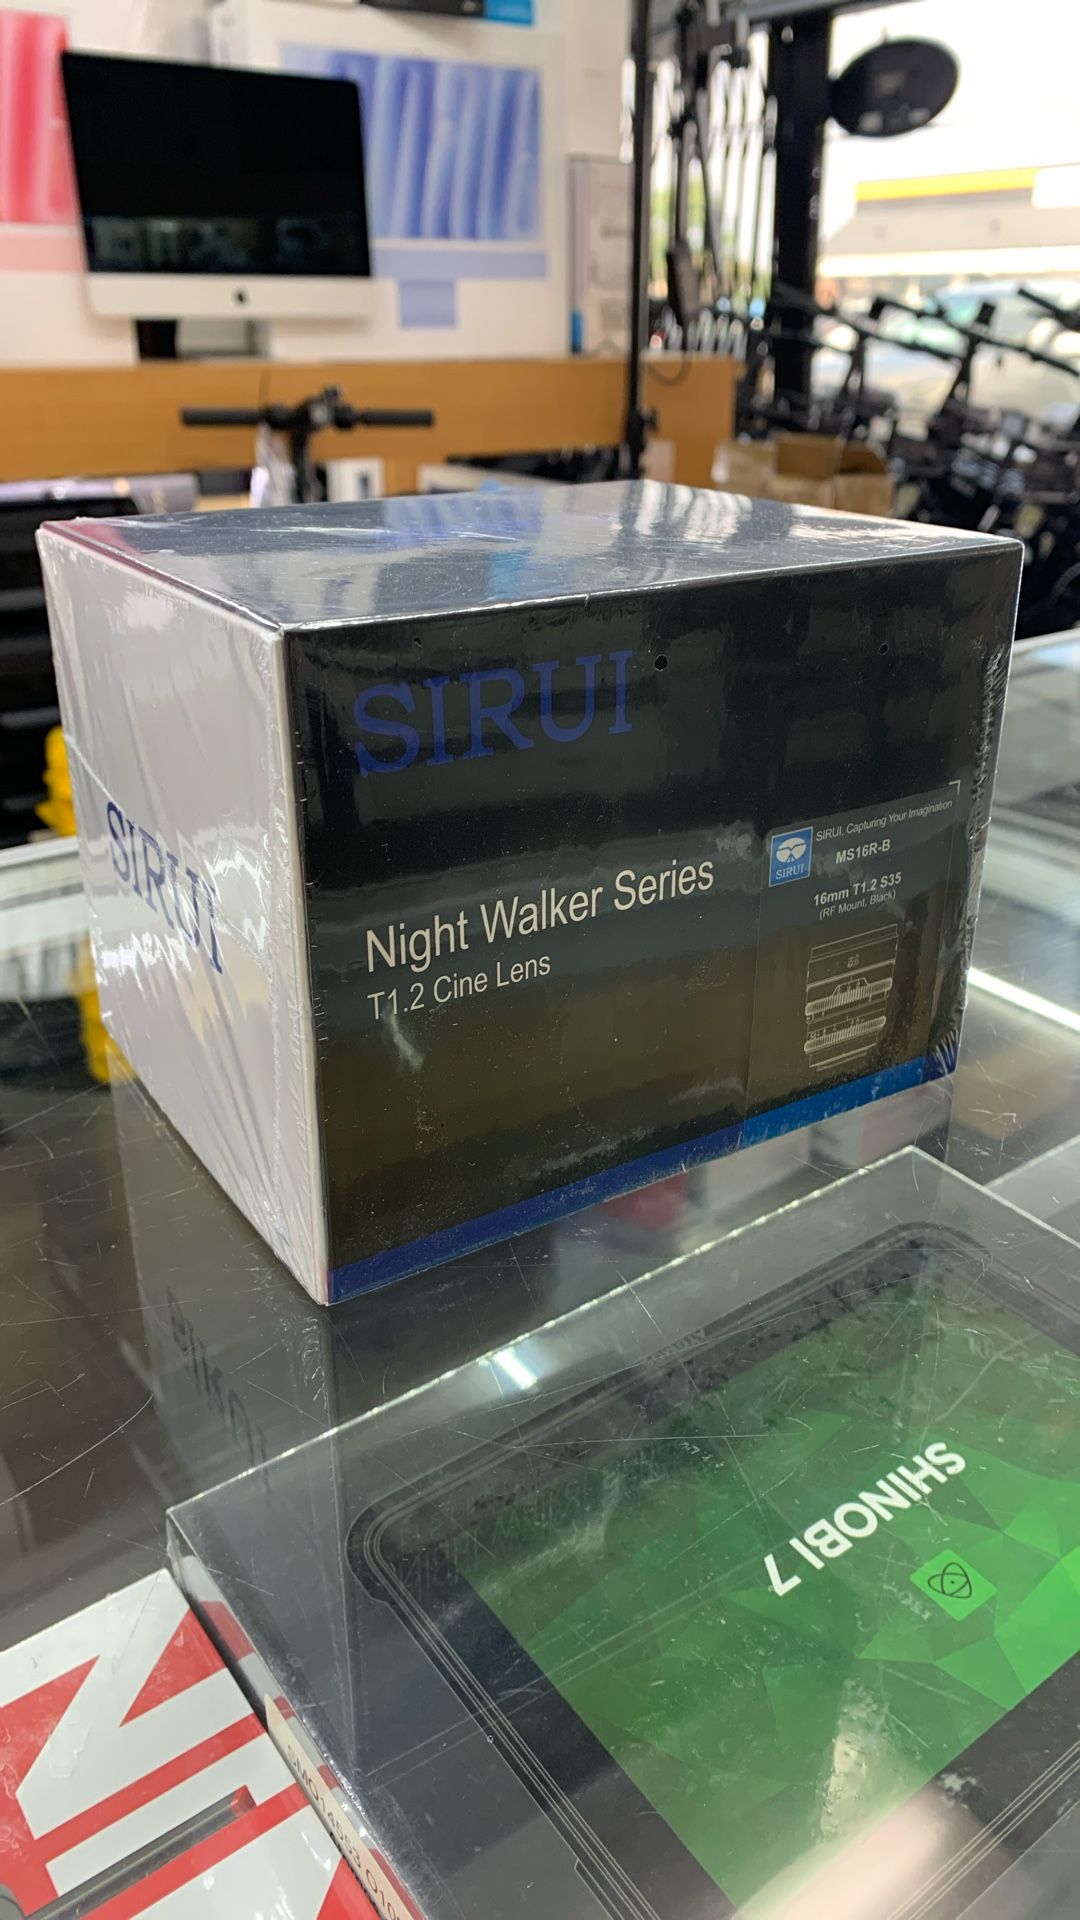 SIRUI
SIRUI
Night Walker Series
T1.2 Cine Lens
SIRUI
SIRUI, Capturing Your Imagination
MS16R-B
16mm T1.2 S35
(RF Mount, Black)
SHINOBI 7